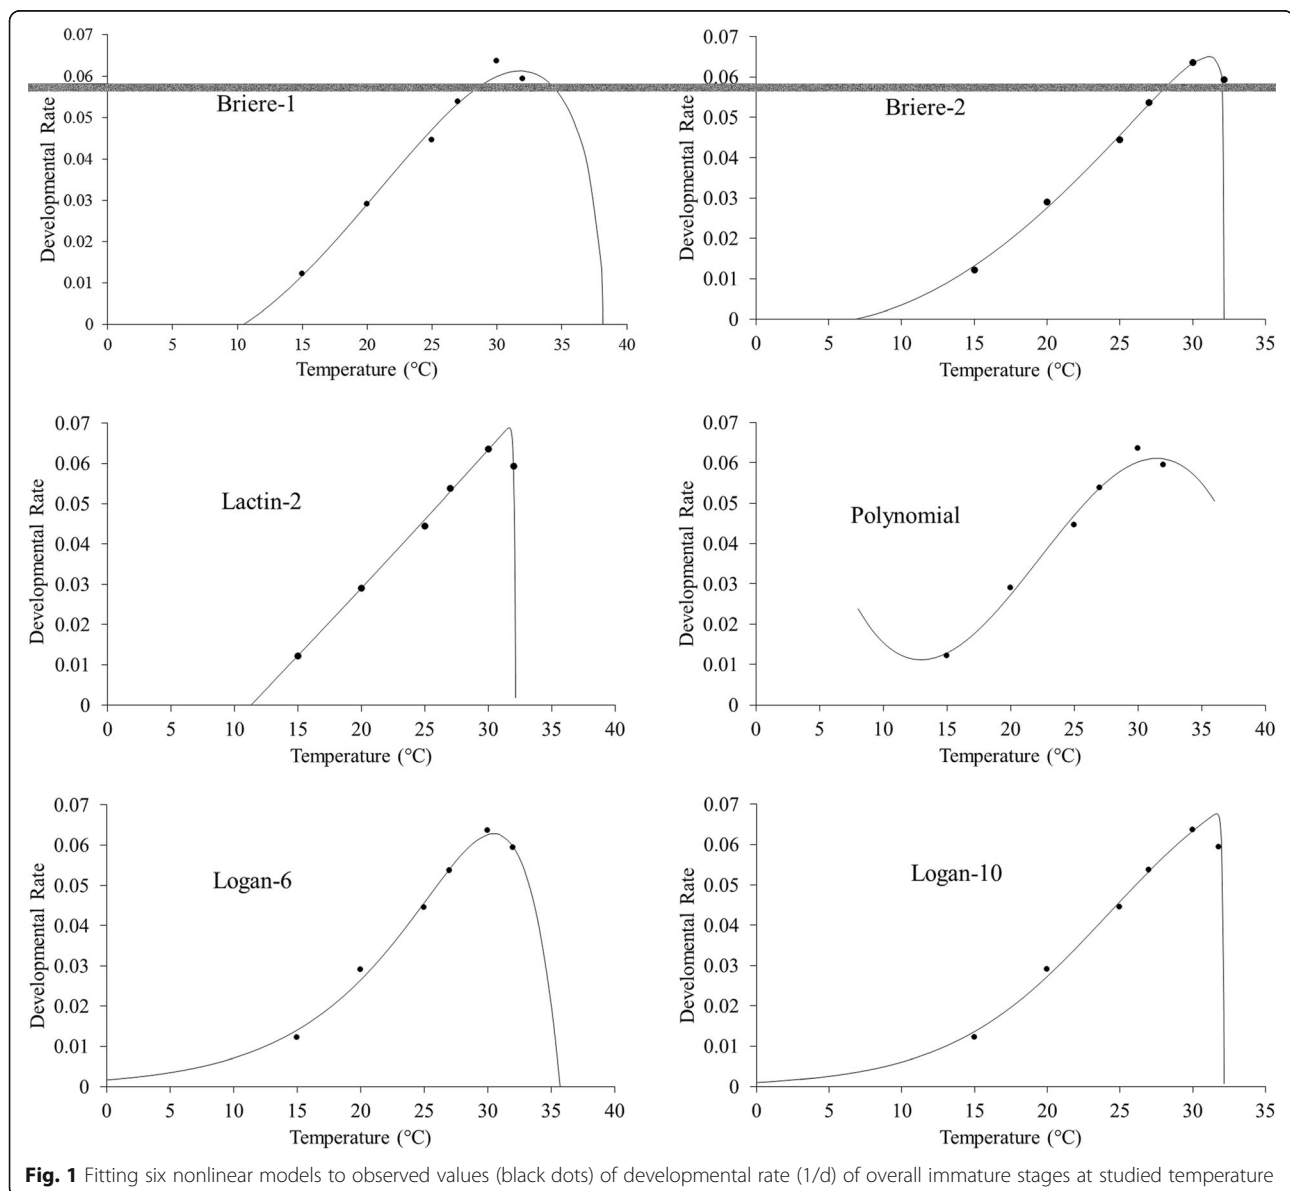 0.07
0.06
0.05
0.04
0.03
0.02
0.01
0
Developmental Rate
Briere-1
0 5 10 15 20 25 30 35 40
Temperature (°C)
0.07
0.06
0.05
0.04
0.03
0.02
0.01
0
Developmental Rate
Briere-2
0 5 10 15 20 25 30 35
Temperature (°C)
0.07
0.06
0.05
0.04
0.03
0.02
0.01
0
Developmental Rate
Lactin-2
0 5 10 15 20 25 30 35 40
Temperature (°C)
0.07
0.06
0.05
0.04
0.03
0.02
0.01
0
Developmental Rate
Polynomial
0 5 10 15 20 25 30 35 40
Temperature (°C)
0.07
0.06
0.05
0.04
0.03
0.02
0.01
0
Developmental Rate
Logan-6
0 5 10 15 20 25 30 35 40
Temperature (°C)
0.07
0.06
0.05
0.04
0.03
0.02
0.01
0
Develomental Rate
Logan-10
0 5 10 15 20 25 30 35
Temperature (°C)
Fig. 1 Fitting six nonlinear models to observed values (black dots) of developmental rate (1/d) of overall immature stages at studied temperature